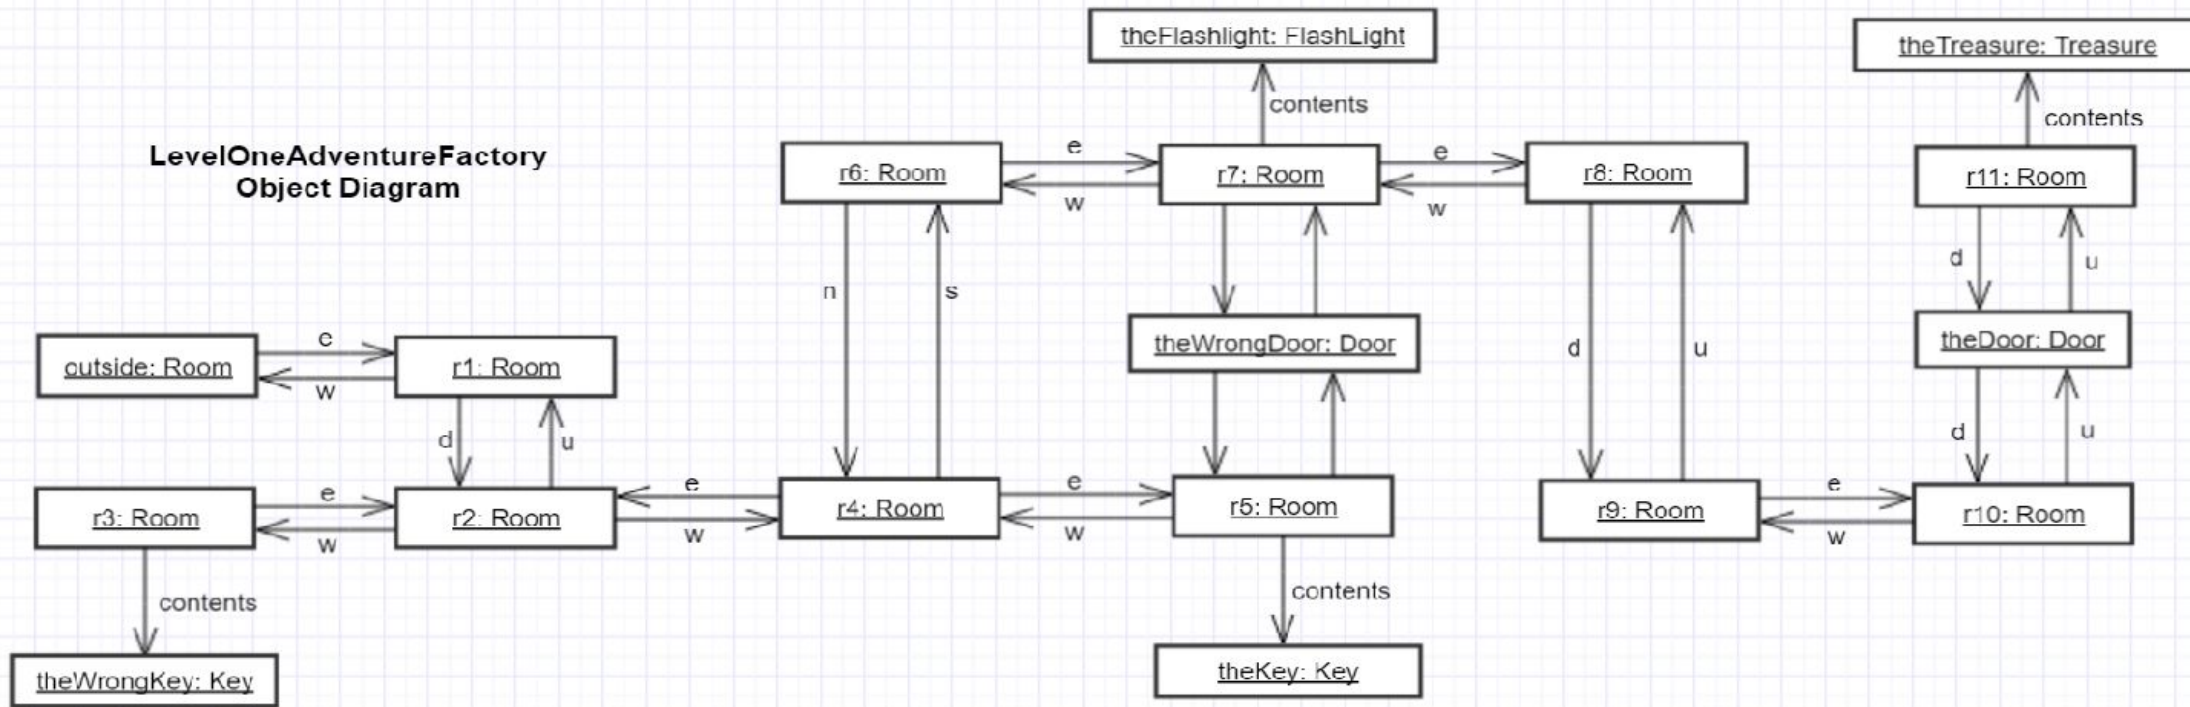 theFlashlight: FlashLight
theTreasure: Treasure
contents
contents
LevelOneAdventureFactory
Object Diagram
r6: Room
e
w
r7: Room
e
w
r8: Room
r11: Room
n
s
d
u
d
u
outside: Room
e
w
r1: Room
theWrongDoor: Door
theDoor: Door
d
u
d
u
r3: Room
e
w
r2: Room
e
w
r4: Room
e
w
r5: Room
r9: Room
e
w
r10: Room
contents
contents
theWrongKey: Key
theKey: Key